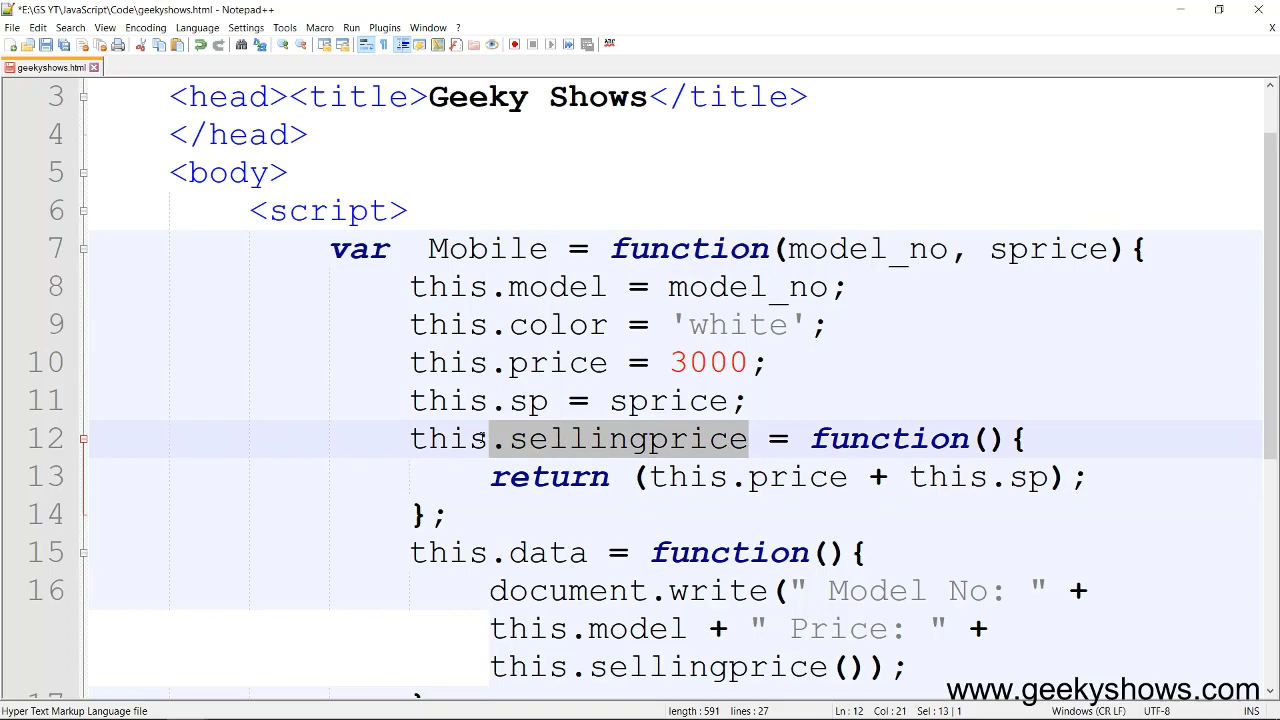 *E:\GS YT\JavaScript\Code\geekyshows.html - Notepad++
File Edit Search View Encoding Language Settings Tools Macro Run Plugins Window ?
X
geekyshows.html
3 <head><title>Geeky Shows</title>
4 </head>
5 <body>
6 <script>
7 var Mobile = function(model_no, sprice){
8 this.model = model_no;
9 this.color = 'white';
10 this.price = 3000;
11 this.sp = sprice;
12 this.sellingprice = function(){
13 return (this.price + this.sp);
14 };
15 this.data = function(){
16 document.write(" Model No: " +
this.model + " Price: " +
this.sellingprice());
www.geekyshows.com
Hyper Text Markup Language file length : 591 lines : 27 Ln : 12 Col : 21 Sel : 13 | 1 Windows (CR LF) UTF-8 INS